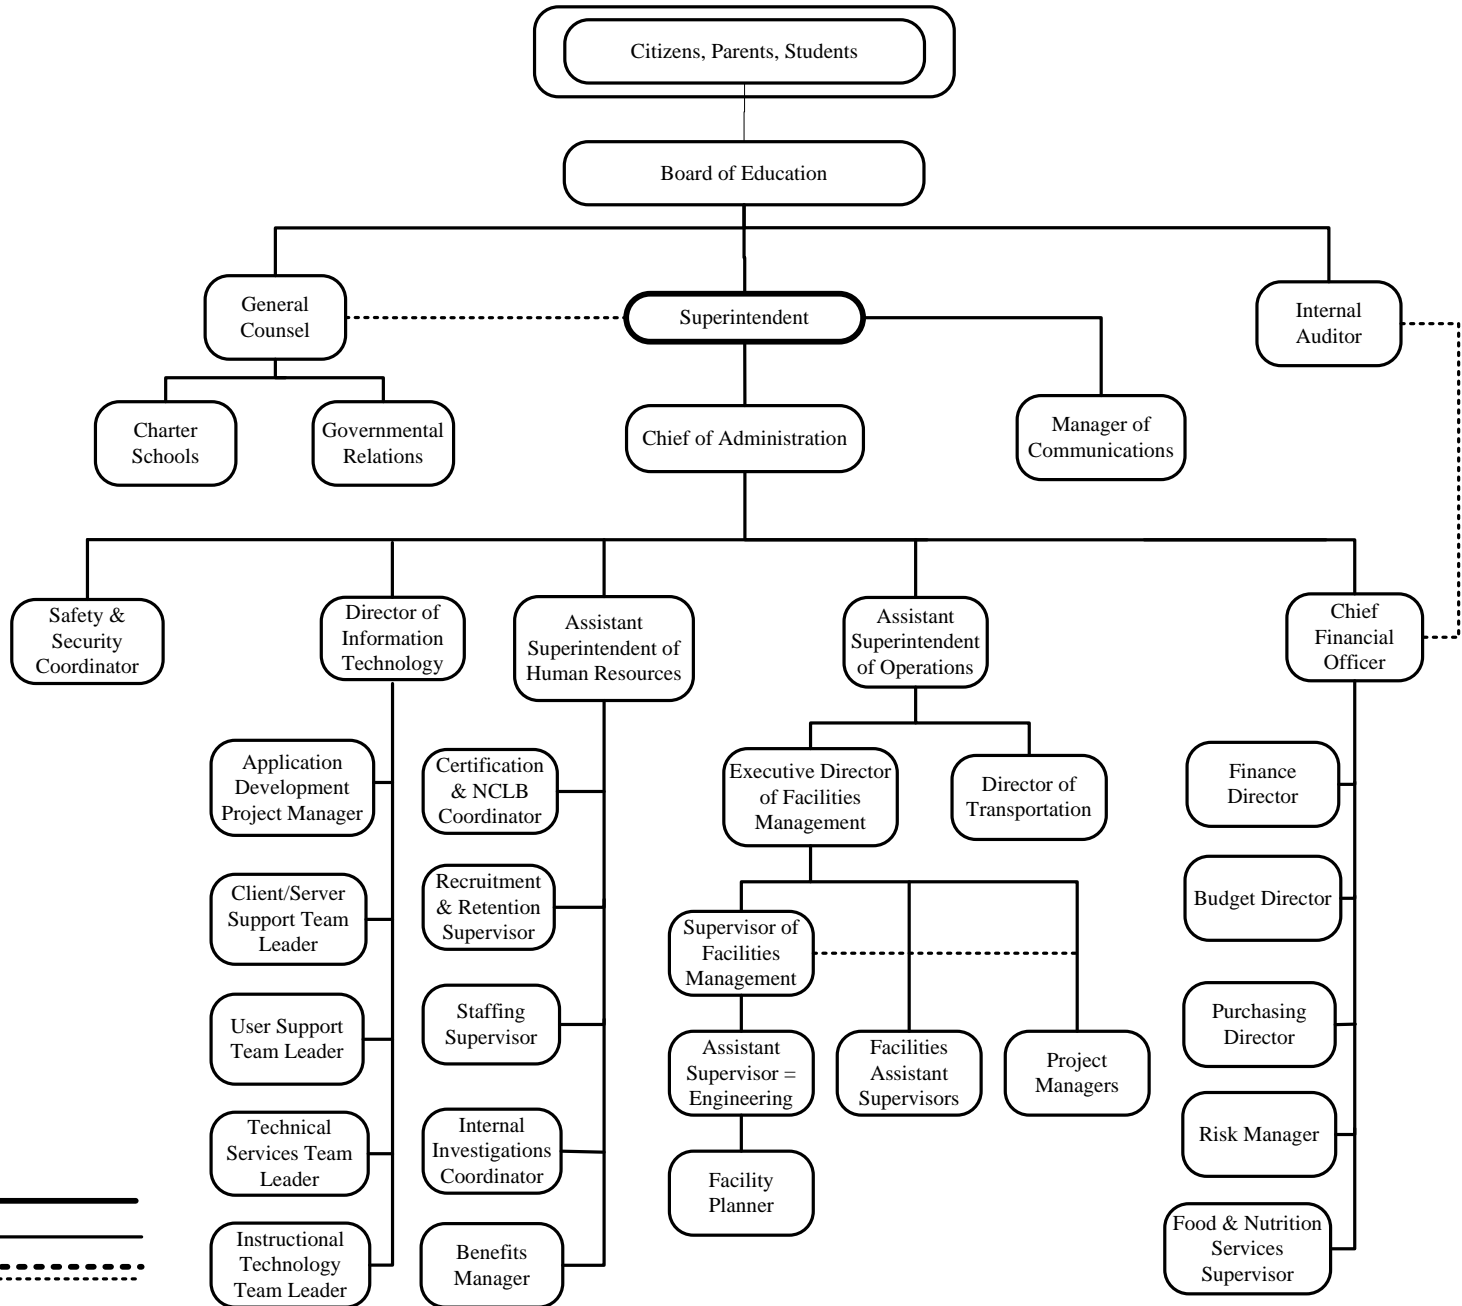 Citizens, Parents, Students
Board of Education
General
Counsel
Superintendent
Internal
Auditor
Charter
Schools
Governmental
Relations
Chief of Administration
Manager of
Communications
Safety &
Security
Coordinator
Director of
Information
Technology
Assistant
Superintendent of
Human Resources
Assistant
Superintendent
of Operations
Chief
Financial
Officer
Application
Development
Project Manager
Certification
& NCLB
Coordinator
Executive Director
of Facilities
Management
Director of
Transportation
Finance
Director
Client/Server
Support Team
Leader
Recruitment
& Retention
Supervisor
Supervisor of
Facilities
Management
Budget Director
User Support
Team Leader
Staffing
Supervisor
Assistant
Supervisor =
Engineering
Facilities
Assistant
Supervisors
Project
Managers
Purchasing
Director
Technical
Services Team
Leader
Internal
Investigations
Coordinator
Facility
Planner
Risk Manager
Instructional
Technology
Team Leader
Benefits
Manager
Food & Nutrition
Services
Supervisor